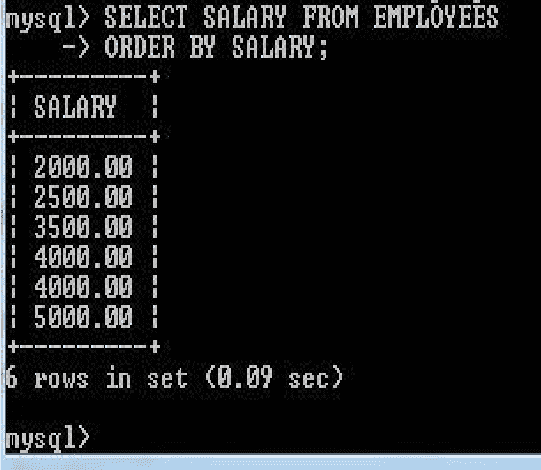 mysql> SELECT SALARY FROM EMPLOYEES
    -> ORDER BY SALARY;
+---------+
| SALARY  |
+---------+
| 2000.00 |
| 2500.00 |
| 3500.00 |
| 4000.00 |
| 4000.00 |
| 5000.00 |
+---------+
6 rows in set (0.09 sec)
mysql>